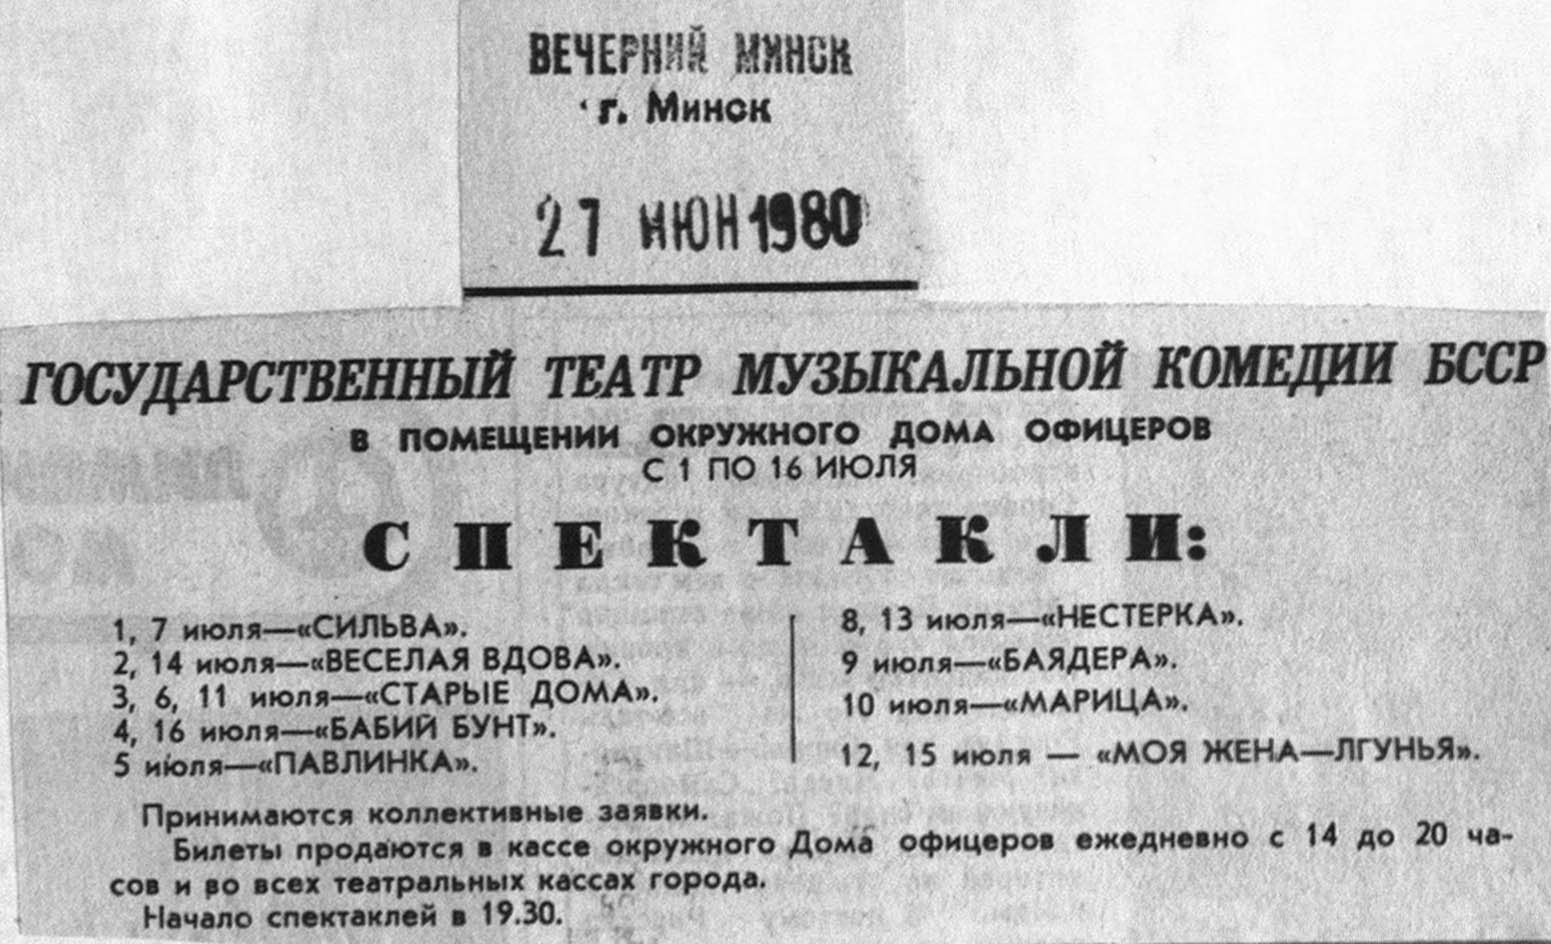 ВЕЧЕРНИЙ МИНСК
г. Минск
27 ИЮН 1980
ГОСУДАРСТВЕННЫЙ ТЕАТР МУЗЫКАЛЬНОЙ КОМЕДИИ БССР
В ПОМЕЩЕНИИ ОКРУЖНОГО ДОМА ОФИЦЕРОВ
С 1 ПО 16 ИЮЛЯ
СПЕКТАКЛИ:
1, 7 июля—«СИЛЬВА».
2, 14 июля—«ВЕСЕЛАЯ ВДОВА».
3, 6, 11 июля—«СТАРЫЕ ДОМА».
4, 16 июля—«БАБИЙ БУНТ».
5 июля—«ПАВЛИНКА».
8, 13 июля—«НЕСТЕРКА».
9 июля—«БАЯДЕРА».
10 июля—«МАРИЦА».
12, 15 июля — «МОЯ ЖЕНА—ЛГУНЬЯ».
Принимаются коллективные заявки.
Билеты продаются в кассе окружного Дома офицеров ежедневно с 14 до 20 ча-
сов и во всех театральных кассах города.
Начало спектаклей в 19.30.